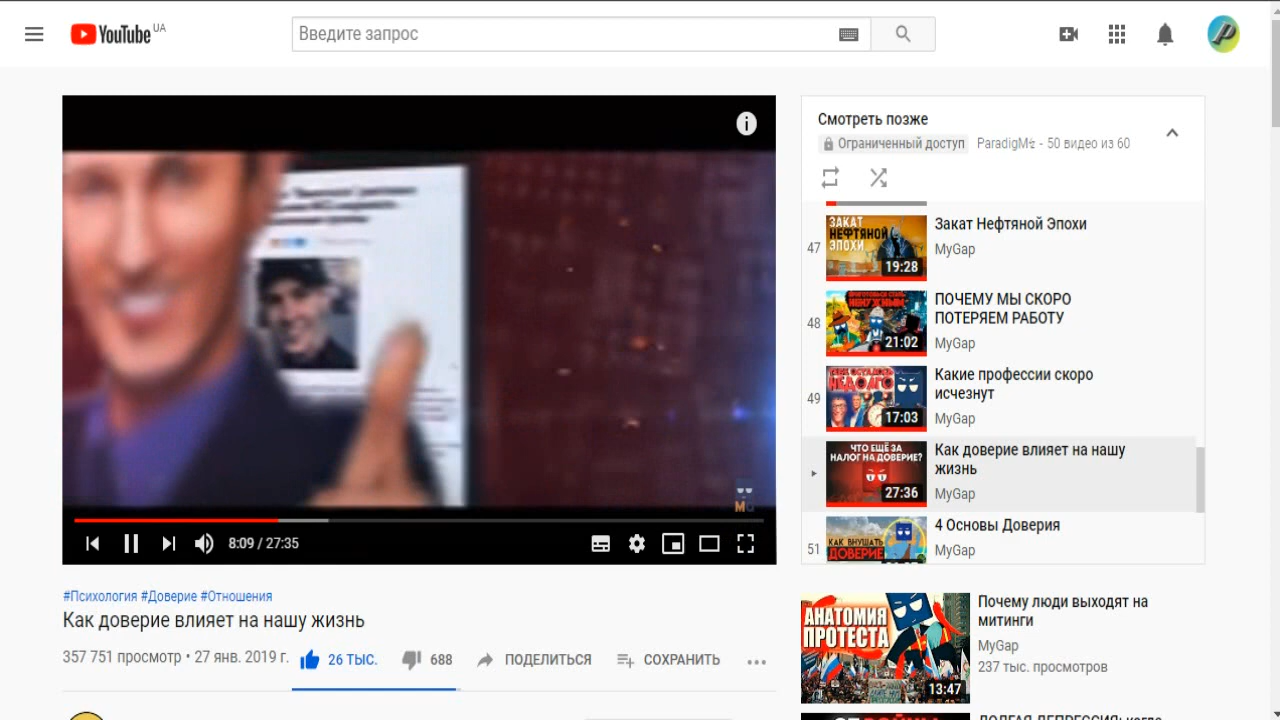 YouTube UA
Введите запрос
8:09 / 27:35
#Психология #Доверие #Отношения
Как доверие влияет на нашу жизнь
357 751 просмотр • 27 янв. 2019 г.
26 ТЫС.
688
ПОДЕЛИТЬСЯ
СОХРАНИТЬ
Смотреть позже
Ограниченный доступ
50 видео из 60
47
ЗАКАТ
НЕФТЯНОЙ
ЭПОХИ
19:28
Закат Нефтяной Эпохи
MyGap
48
21:02
ПОЧЕМУ МЫ СКОРО
ПОТЕРЯЕМ РАБОТУ
MyGap
49
НЕДОЛГО
17:03
Какие профессии скоро
исчезнут
MyGap
ЧТО ЕЩЁ ЗА
НАЛОГ НА ДОВЕРИЕ?
27:36
Как доверие влияет на нашу
жизнь
MyGap
51
КАК ВНУШАТЬ
ДОВЕРИЕ
4 Основы Доверия
MyGap
АНАТОМИЯ
ПРОТЕСТА
13:47
Почему люди выходят на
митинги
MyGap
237 тыс. просмотров